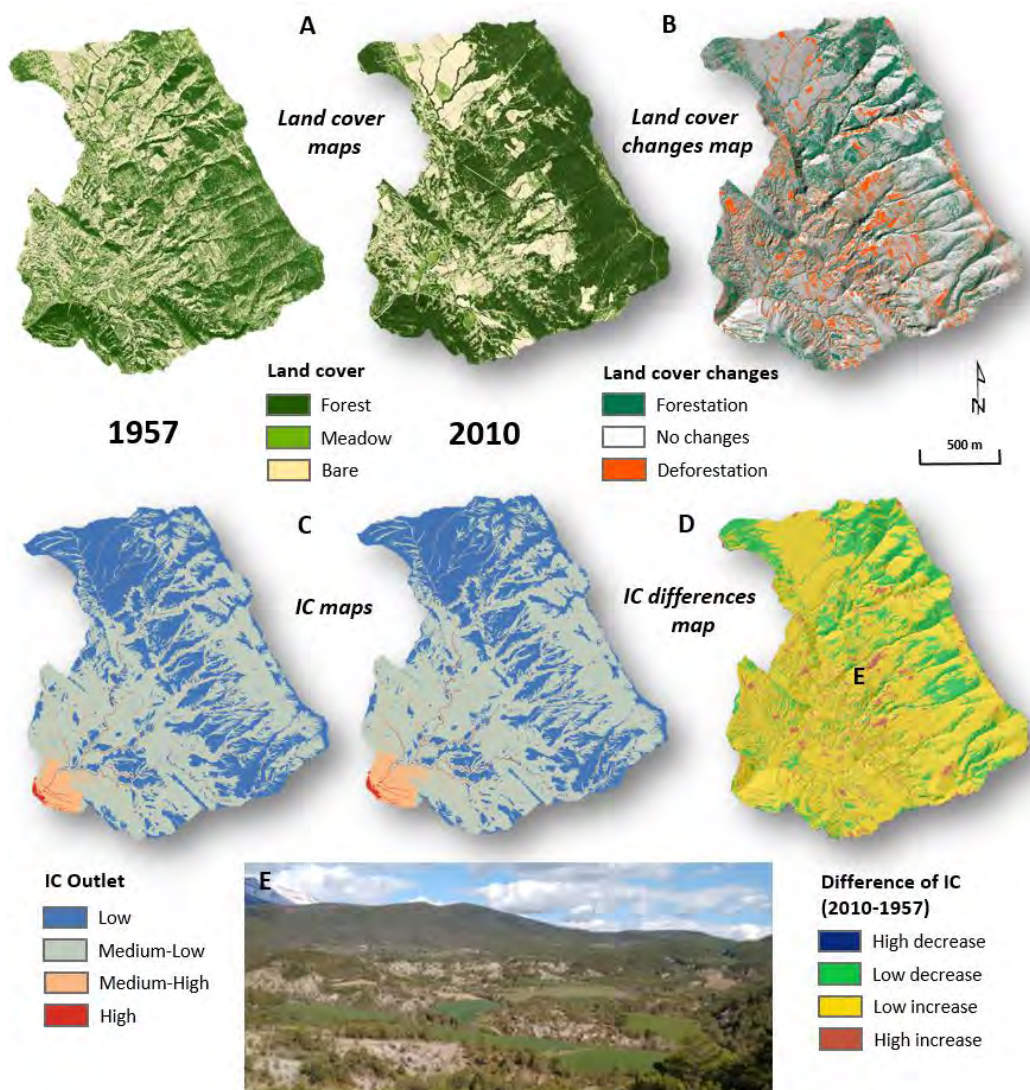 A
B
Land cover
maps
Land cover
changes map
Land cover
Forest
Meadow
Bare
1957
2010
Land cover changes
Forestation
No changes
Deforestation
N
500 m
C
D
IC maps
IC differences
map
E
IC Outlet
Low
Medium-Low
Medium-High
High
E
Difference of IC
(2010-1957)
High decrease
Low decrease
Low increase
High increase